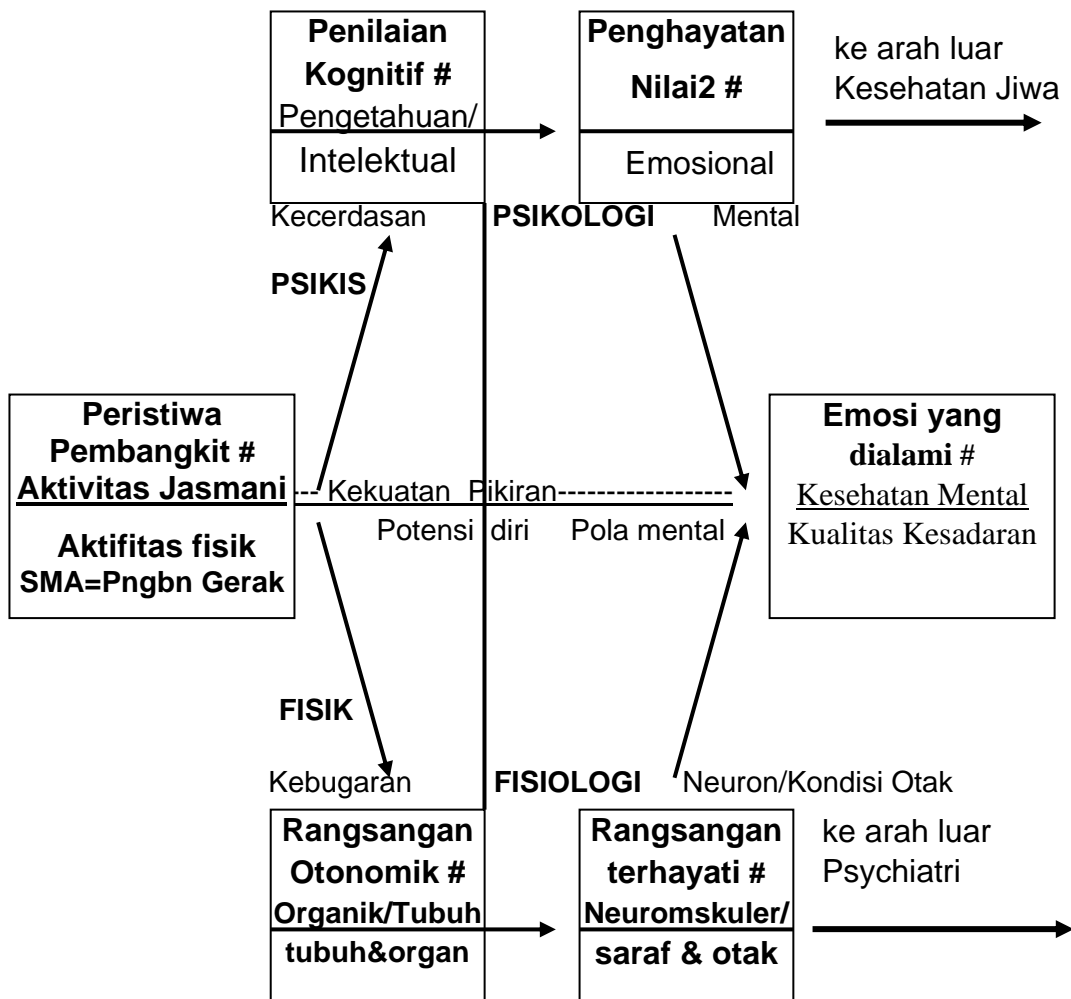 Penilaian
Kognitif #
Pengetahuan/
Intelektual
Penghayatan
Nilai2 #
Emosional
ke arah luar
Kesehatan Jiwa
Kecerdasan
PSIKOLOGI
Mental
PSIKIS
Peristiwa
Pembangkit #
Aktivitas Jasmani
Aktifitas fisik
SMA=Pngbn Gerak
Kekuatan Pikiran
Potensi diri
Pola mental
Emosi yang
dialami #
Kesehatan Mental
Kualitas Kesadaran
FISIK
Kebugaran
FISIOLOGI
Neuron/Kondisi Otak
Rangsangan
Otonomik #
Organik/Tubuh
tubuh&organ
Rangsangan
terhayati #
Neuromskuler/
saraf & otak
ke arah luar
Psychiatri